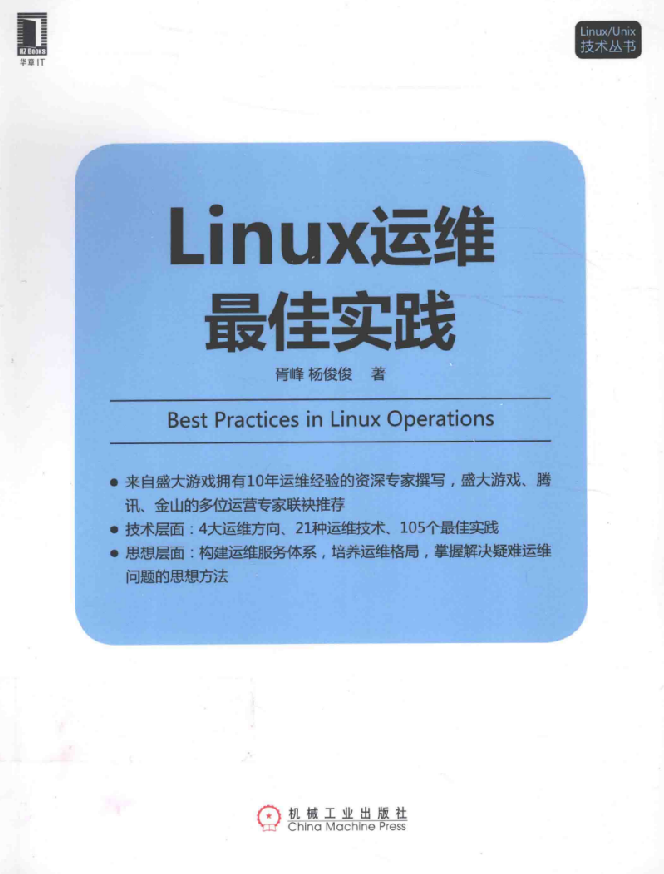 HZ Books
华章IT
Linux/Unix
技术丛书
Linux运维
最佳实践
胥峰 杨俊俊 著
Best Practices in Linux Operations
● 来自盛大游戏拥有10年运维经验的资深专家撰写，盛大游戏、腾
讯、金山的多位运营专家联袂推荐
● 技术层面：4大运维方向、21种运维技术、105个最佳实践
● 思想层面：构建运维服务体系，培养运维格局，掌握解决疑难运维
问题的思想方法
机械工业出版社
China Machine Press